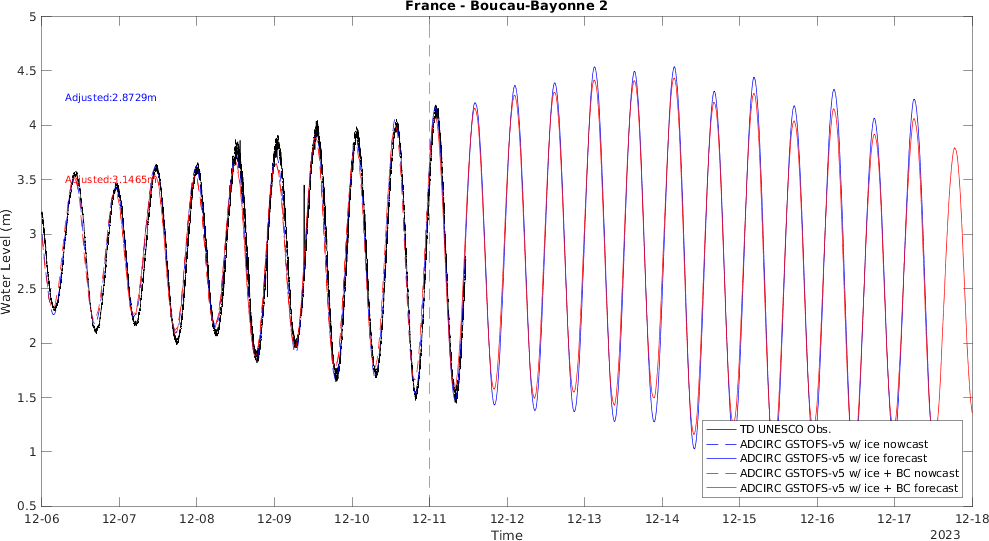 France - Boucau-Bayonne 2
5
4.5
4
3.5
3
2.5
2
1.5
1
0.5
Water Level (m)
Adjusted:2.8729m
Adjusted:3.1465m
TD UNESCO Obs.
ADCIRC GSTOFS-v5 w/ ice nowcast
ADCIRC GSTOFS-v5 w/ ice forecast
ADCIRC GSTOFS-v5 w/ ice + BC nowcast
ADCIRC GSTOFS-v5 w/ ice + BC forecast
12-06 12-07 12-08 12-09 12-10 12-11 12-12 12-13 12-14 12-15 12-16 12-17 12-18
Time
2023